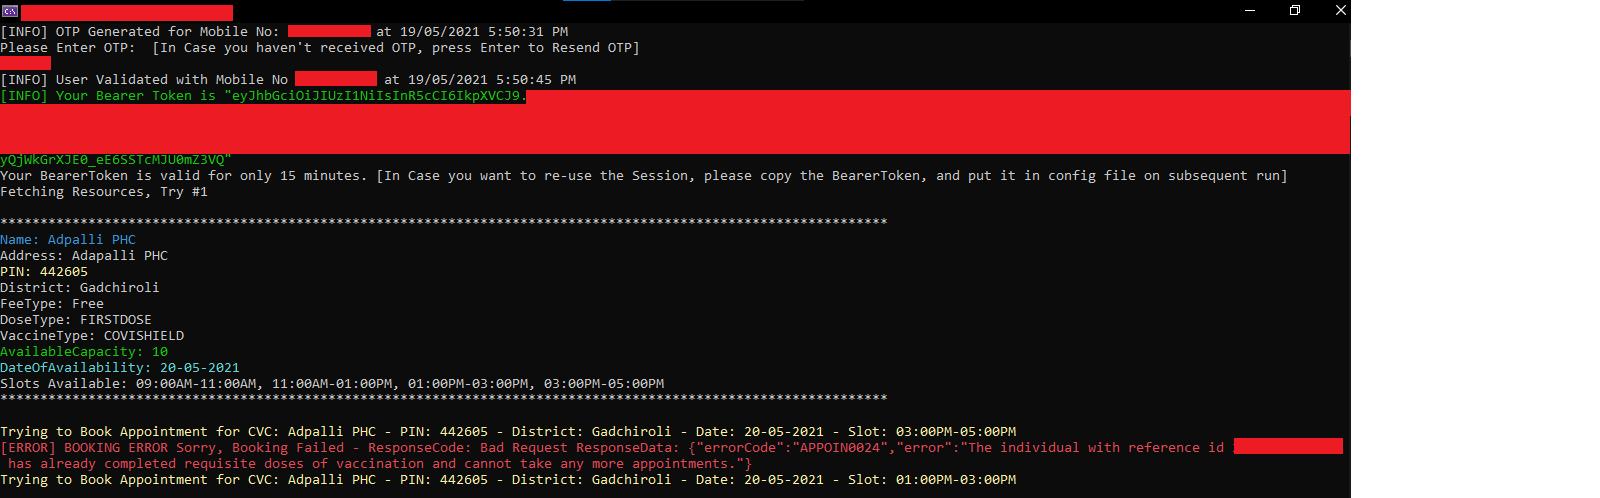 [INFO] OTP Generated for Mobile No: at 19/05/2021 5:50:31 PM
Please Enter OTP:  [In Case you haven't received OTP, press Enter to Resend OTP]
[INFO] User Validated with Mobile No at 19/05/2021 5:50:45 PM
[INFO] Your Bearer Token is "eyJhbGciOiJIUzI1NiIsInR5cCI6IkpXVCJ9.
yQjWkGrXJE0_eE6SSTcMJU0mZ3VQ"
Your BearerToken is valid for only 15 minutes. [In Case you want to re-use the Session, please copy the BearerToken, and put it in config file on subsequent run]
Fetching Resources, Try #1
***************************************************************************************************************
Name: Adpalli PHC
Address: Adapalli PHC
PIN: 442605
District: Gadchiroli
FeeType: Free
DoseType: FIRSTDOSE
VaccineType: COVISHIELD
AvailableCapacity: 10
DateOfAvailability: 20-05-2021
Slots Available: 09:00AM-11:00AM, 11:00AM-01:00PM, 01:00PM-03:00PM, 03:00PM-05:00PM
***************************************************************************************************************
Trying to Book Appointment for CVC: Adpalli PHC - PIN: 442605 - District: Gadchiroli - Date: 20-05-2021 - Slot: 03:00PM-05:00PM
[ERROR] BOOKING ERROR Sorry, Booking Failed - ResponseCode: Bad Request ResponseData: {"errorCode":"APPOIN0024","error":"The individual with reference id
has already completed requisite doses of vaccination and cannot take any more appointments."}
Trying to Book Appointment for CVC: Adpalli PHC - PIN: 442605 - District: Gadchiroli - Date: 20-05-2021 - Slot: 01:00PM-03:00PM